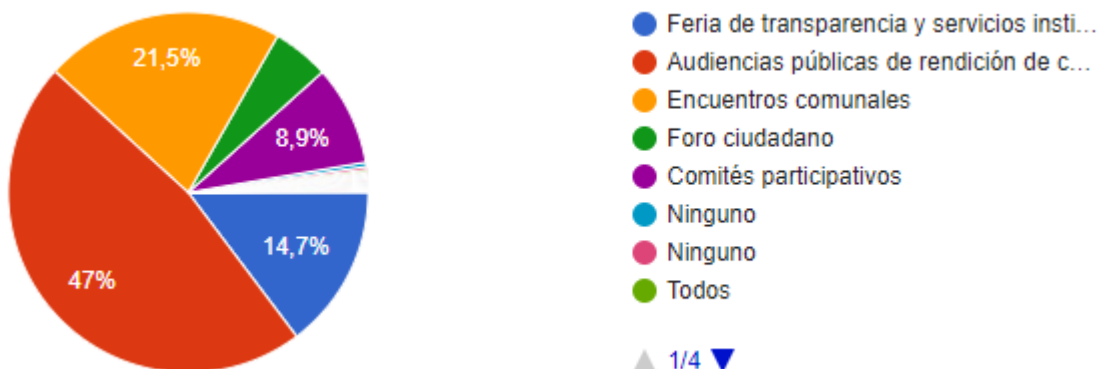 21,5%
8,9%
14,7%
47%
Feria de transparencia y servicios insti...
Audiencias públicas de rendición de c...
Encuentros comunales
Foro ciudadano
Comités participativos
Ninguno
Ninguno
Todos
1/4